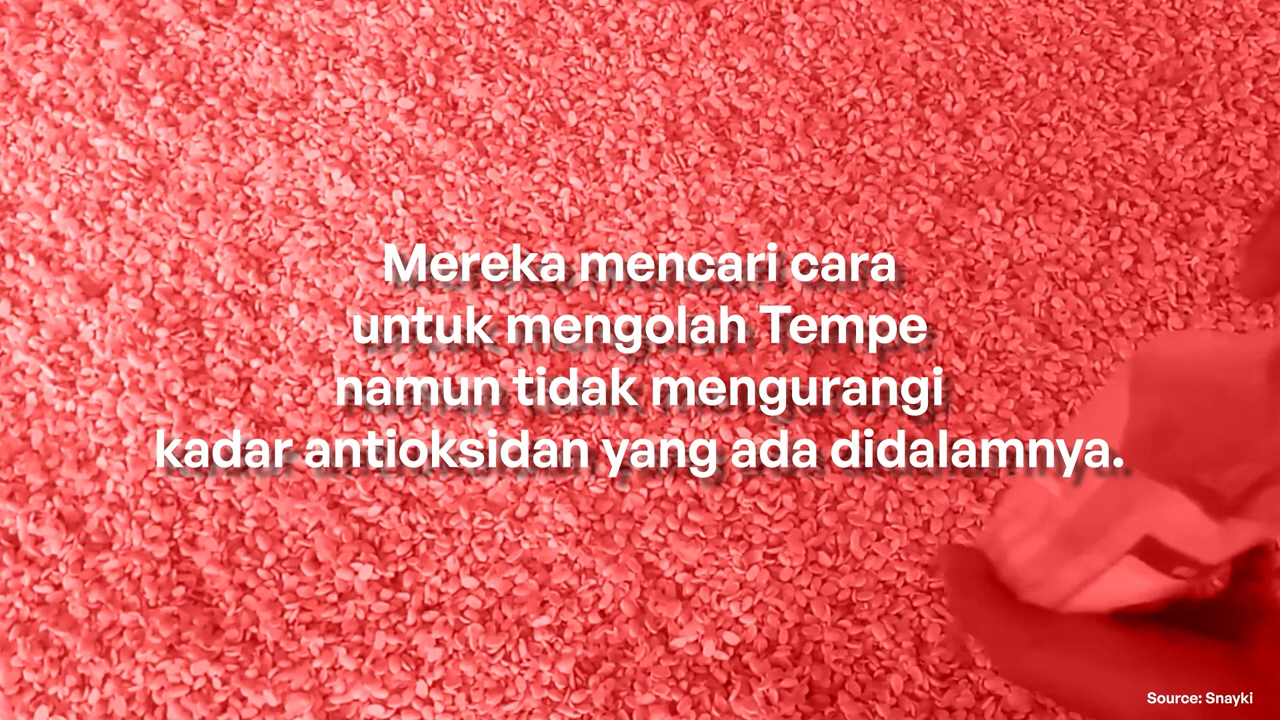 Mereka mencari cara
untuk mengolah Tempe
namun tidak mengurangi
kadar antioksidan yang ada didalamnya.
Source: Snayki